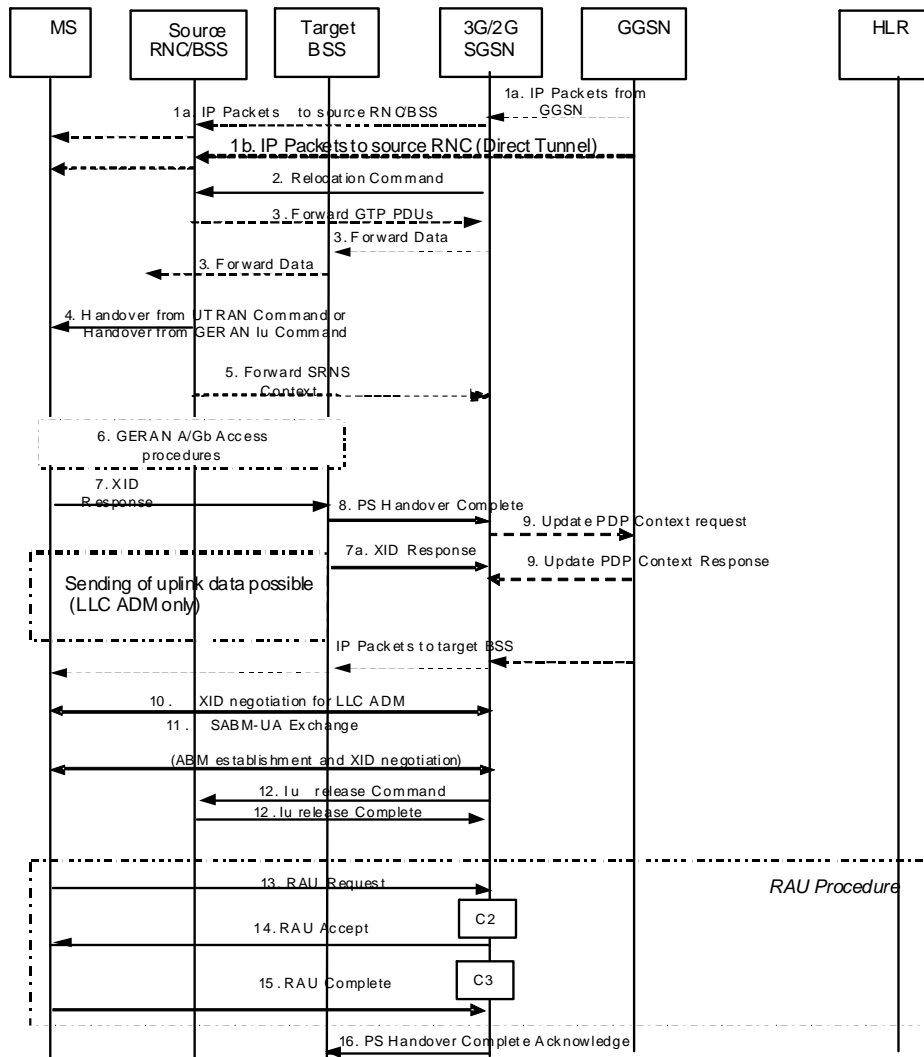 MS
Source
RNC/BSS
Target
BSS
3G/2G
SGSN
GGSN
HLR
1a. IP Packets from
GGSN
1a. IP Packets to source RNC/BSS
1b. IP Packets to source RNC (Direct Tunnel)
2. Relocation Command
3. Forward GTP PDUs
3. Forward Data
3. Forward Data
4. Handover from UTRAN Command or
Handover from GERAN Iu Command
5. Forward SRNS
Context
6. GERAN A/Gb Access
procedures
7. XID
Response
8. PS Handover Complete
9. Update PDP Context request
7a. XID Response
9. Update PDP Context Response
Sending of uplink data possible
(LLC ADM only)
IP Packets to target BSS
10. XID negotiation for LLC ADM
11. SABM-UA Exchange
(ABM establishment and XID negotiation)
12. Iu release Command
12. Iu release Complete
13. RAU Request
RAU Procedure
C2
14. RAU Accept
C3
15. RAU Complete
16. PS Handover Complete Acknowledge